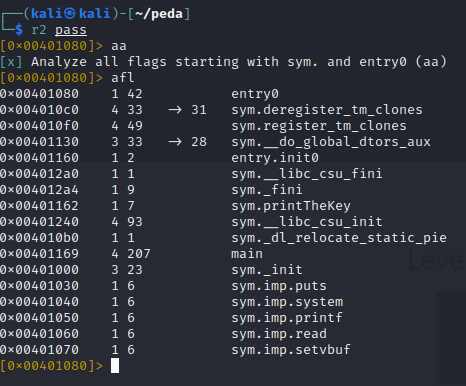 ┌──(kali㉿kali)-[~/peda]
└─$ r2 pass
[0×00401080]> aa
[x] Analyze all flags starting with sym. and entry0 (aa)
[0×00401080]> afl
0×00401080    1 42           entry0
0×004010c0    4 33   → 31    sym.deregister_tm_clones
0×004010f0    4 49           sym.register_tm_clones
0×00401130    3 33   → 28    sym.__do_global_dtors_aux
0×00401160    1 2            entry.init0
0×004012a0    1 1            sym.__libc_csu_fini
0×004012a4    1 9            sym._fini
0×00401162    1 7            sym.printTheKey
0×00401240    4 93           sym.__libc_csu_init
0×004010b0    1 1            sym._dl_relocate_static_pie
0×00401169    4 207          main
0×00401000    3 23           sym._init
0×00401030    1 6            sym.imp.puts
0×00401040    1 6            sym.imp.system
0×00401050    1 6            sym.imp.printf
0×00401060    1 6            sym.imp.read
0×00401070    1 6            sym.imp.setvbuf
[0×00401080]>